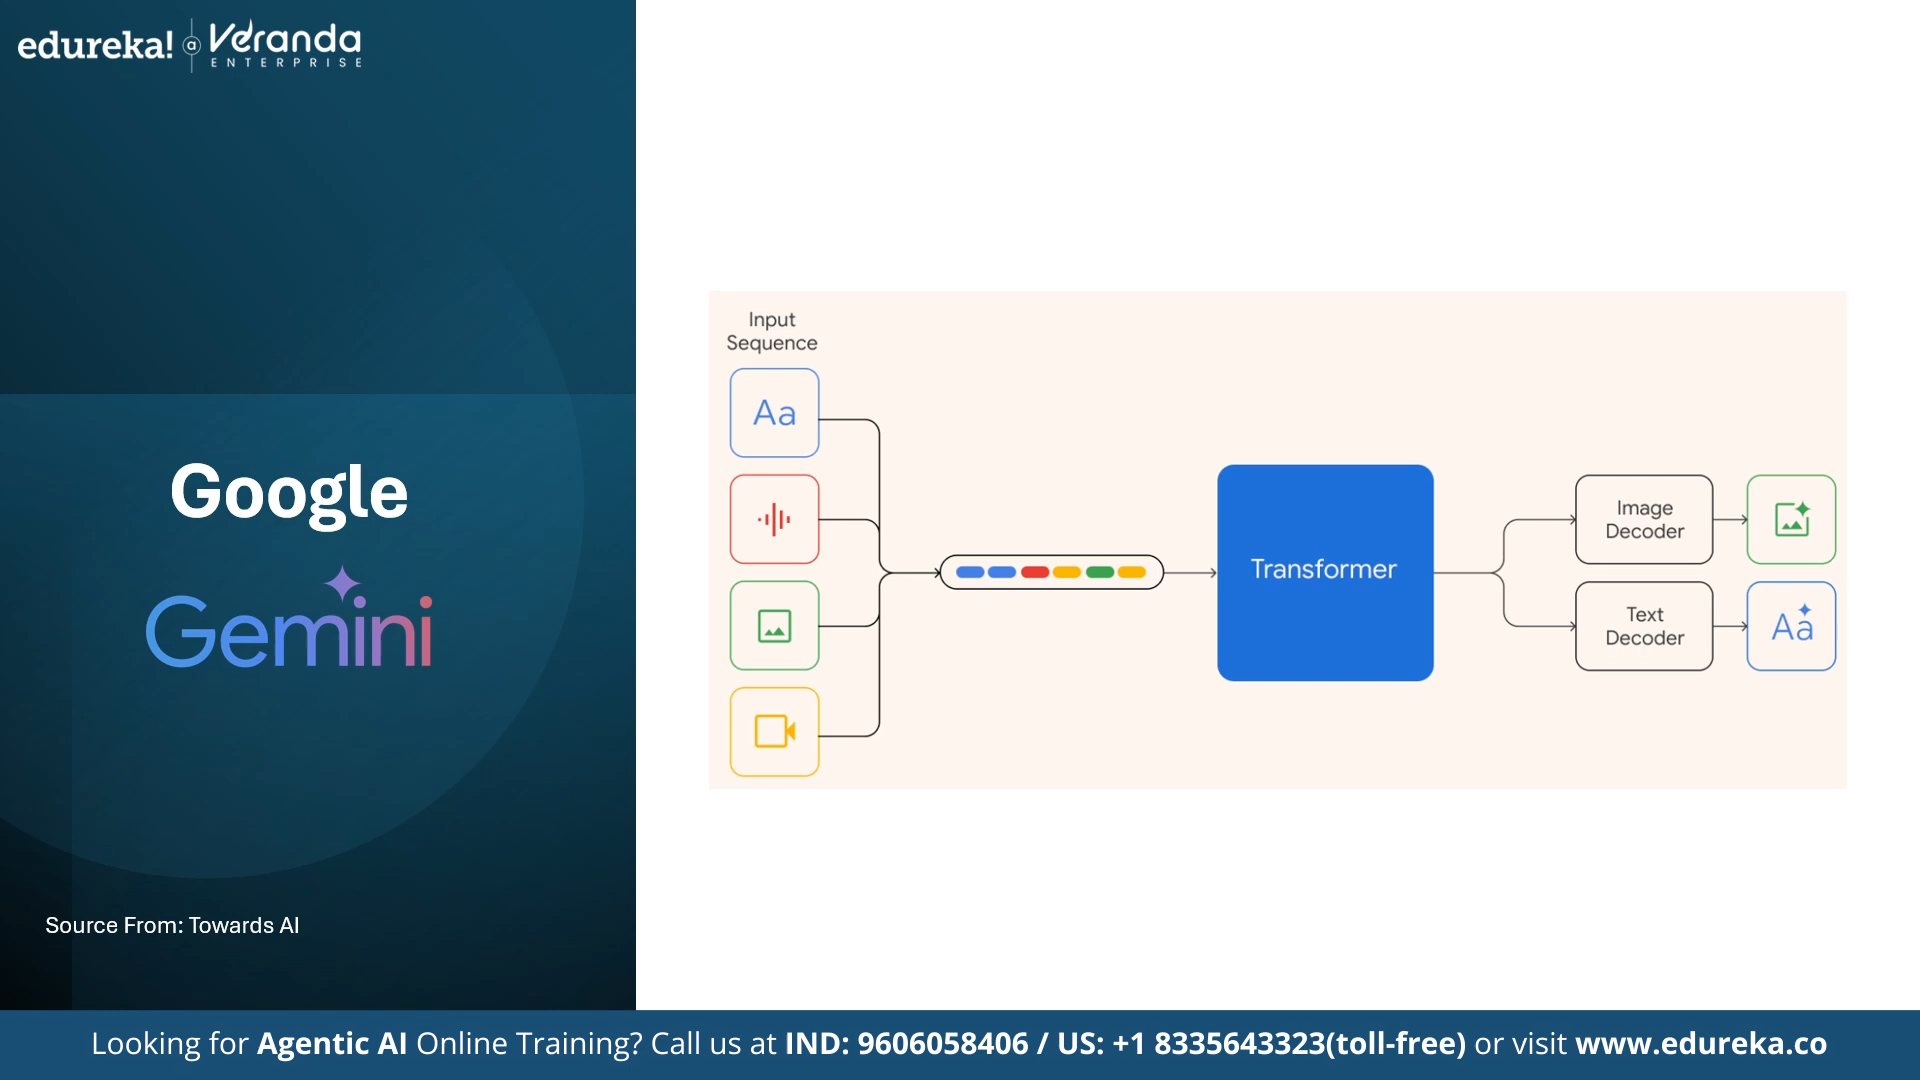 edureka! a Veranda
ENTERPRISE
Google
Gemini
Source From: Towards AI
Input
Sequence
Aa
Transformer
Image
Decoder
Text
Decoder
Aa
Looking for Agentic AI Online Training? Call us at IND: 9606058406 / US: +1 8335643323(toll-free) or visit www.edureka.co